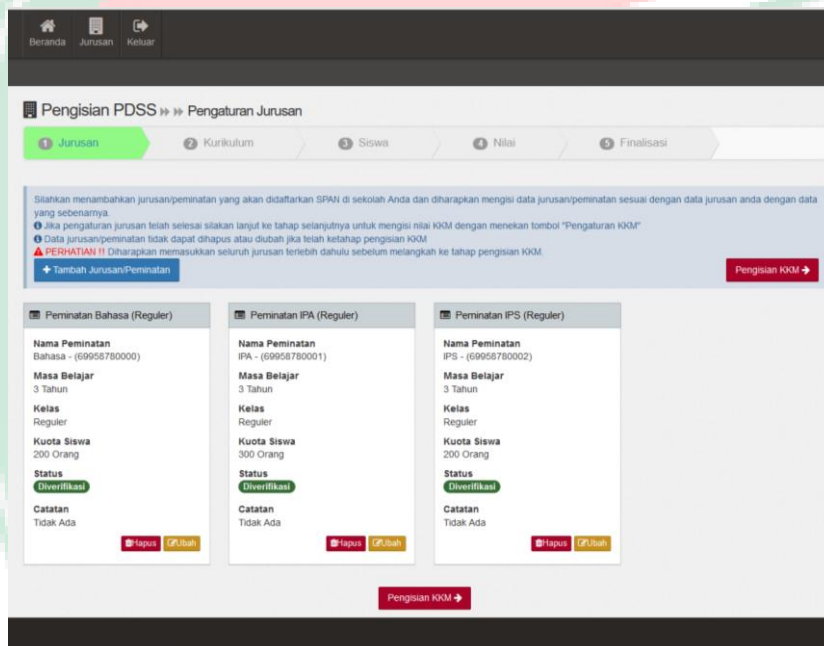 Beranda Jurusan Keluar
Pengisian PDSS Pengaturan Jurusan
1 Jurusan 2 Kurikulum 3 Siswa 4 Nilai 5 Finalisasi
Silahkan menambahkan jurusan/peminatan yang akan didaftarkan SPAN di sekolah Anda dan diharapkan mengisi data jurusan/peminatan sesuai dengan data jurusan anda dengan data
yang sebenarnya.
Jika pengaturan jurusan telah selesai silakan lanjut ke tahap selanjutnya untuk mengisi nilai KKM dengan menekan tombol "Pengaturan KKM"
Data jurusan/peminatan tidak dapat dihapus atau diubah jika telah ketahap pengisian KKM
PERHATIAN !! Diharapkan memasukkan seluruh jurusan terlebih dahulu sebelum melangkah ke tahap pengisian KKM.
+ Tambah Jurusan/Peminatan
Pengisian KKM
Peminatan Bahasa (Reguler)
Nama Peminatan
Bahasa - (69958780000)
Masa Belajar
3 Tahun
Kelas
Reguler
Kuota Siswa
200 Orang
Status
Diverifikasi
Catatan
Tidak Ada
Hapus Ubah
Peminatan IPA (Reguler)
Nama Peminatan
IPA - (69958780001)
Masa Belajar
3 Tahun
Kelas
Reguler
Kuota Siswa
300 Orang
Status
Diverifikasi
Catatan
Tidak Ada
Hapus Ubah
Peminatan IPS (Reguler)
Nama Peminatan
IPS - (69958780002)
Masa Belajar
3 Tahun
Kelas
Reguler
Kuota Siswa
200 Orang
Status
Diverifikasi
Catatan
Tidak Ada
Hapus Ubah
Pengisian KKM